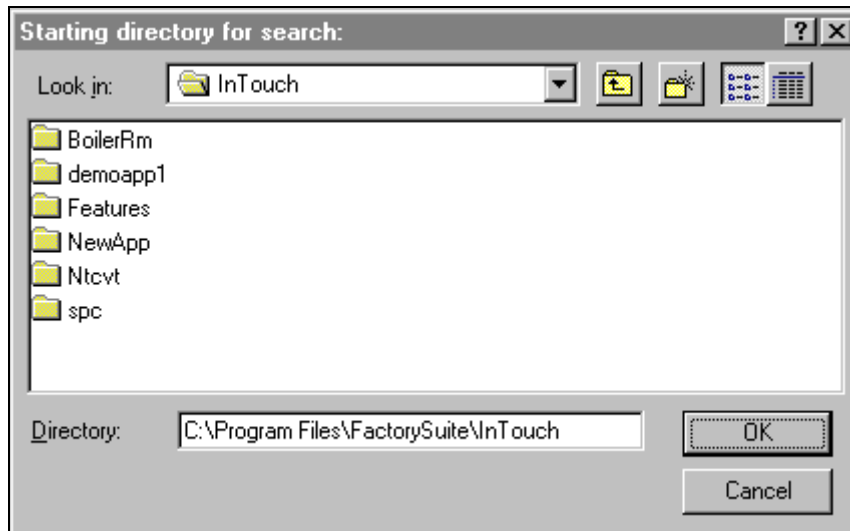 Starting directory for search:
Look in: InTouch
BoilerRm
demoapp1
Features
NewApp
Ntcvt
spc
Directory: C:\Program Files\FactorySuite\InTouch OK
Cancel